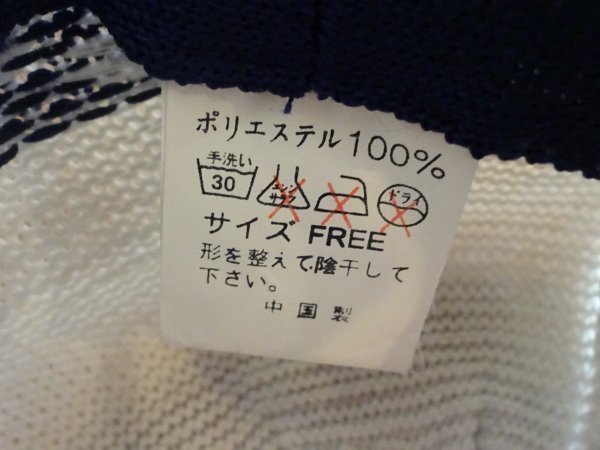 ポリエステル100%
手洗い
30
エンソ
サラシ
ドライ
サイズ FREE
形を整えて、陰干して
下さい。
中国製